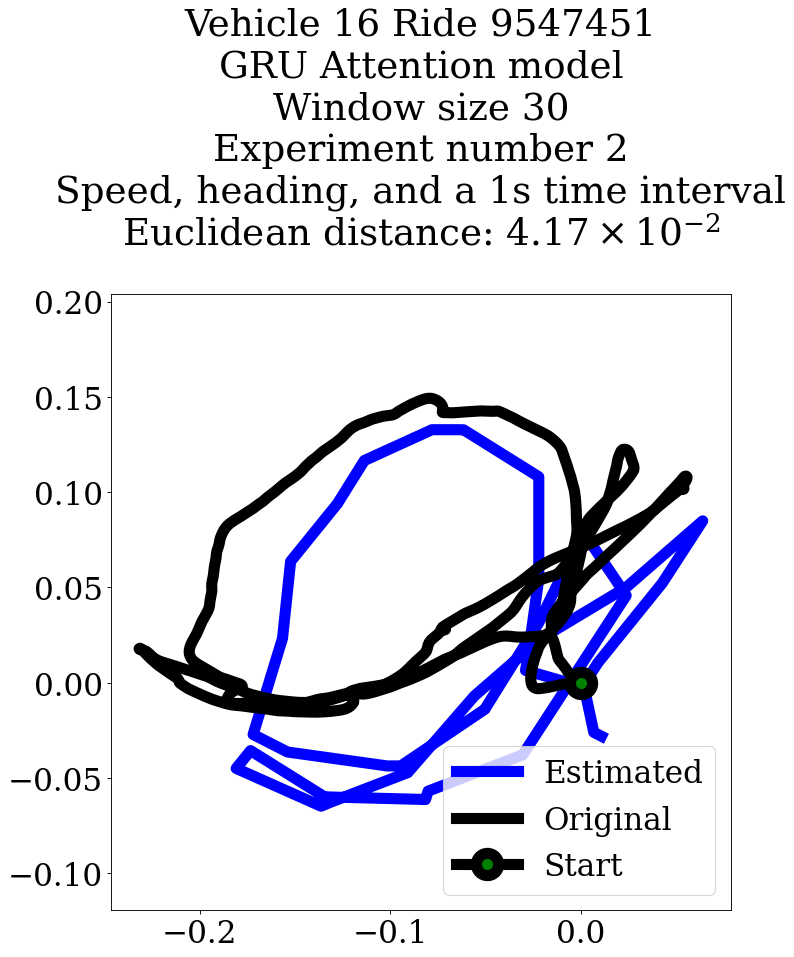 Vehicle 16 Ride 9547451
GRU Attention model
Window size 30
Experiment number 2
Speed, heading, and a 1s time interval
Euclidean distance: 4.17 × 10⁻²
0.20
0.15
0.10
0.05
0.00
−0.05
−0.10
−0.2
−0.1
0.0
Estimated
Original
Start